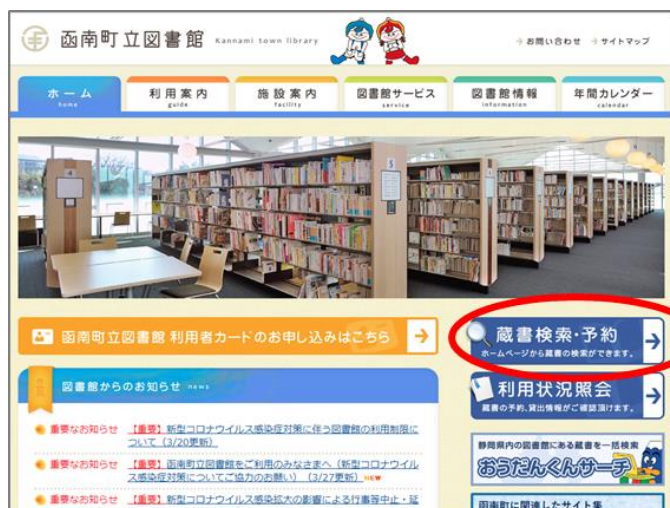 函南町立図書館 Kannami town library
お問い合わせ サイトマップ
ホーム 利用案内 施設案内 図書館サービス 図書館情報 年間カレンダー
home guide facility service information calendar
函南町立図書館 利用者カードのお申し込みはこちら
蔵書検索・予約
ホームページから蔵書の検索ができます。
図書館からのお知らせ news
利用状況照会
蔵書の予約、貸出情報がご確認頂けます。
重要なお知らせ 【重要】新型コロナウイルス感染症対策に伴う図書館の利用制限に
ついて（3/20更新）
静岡県内の図書館にある蔵書を一括検索
おうだんくんサーチ
重要なお知らせ 【重要】函南町立図書館をご利用のみなさまへ（新型コロナウイル
ス感染症対策についてご協力のお願い）（3/27更新） NEW
重要なお知らせ 【重要】新型コロナウイルス感染拡大の影響による行事等中止・延
函南町に関連したサイト集